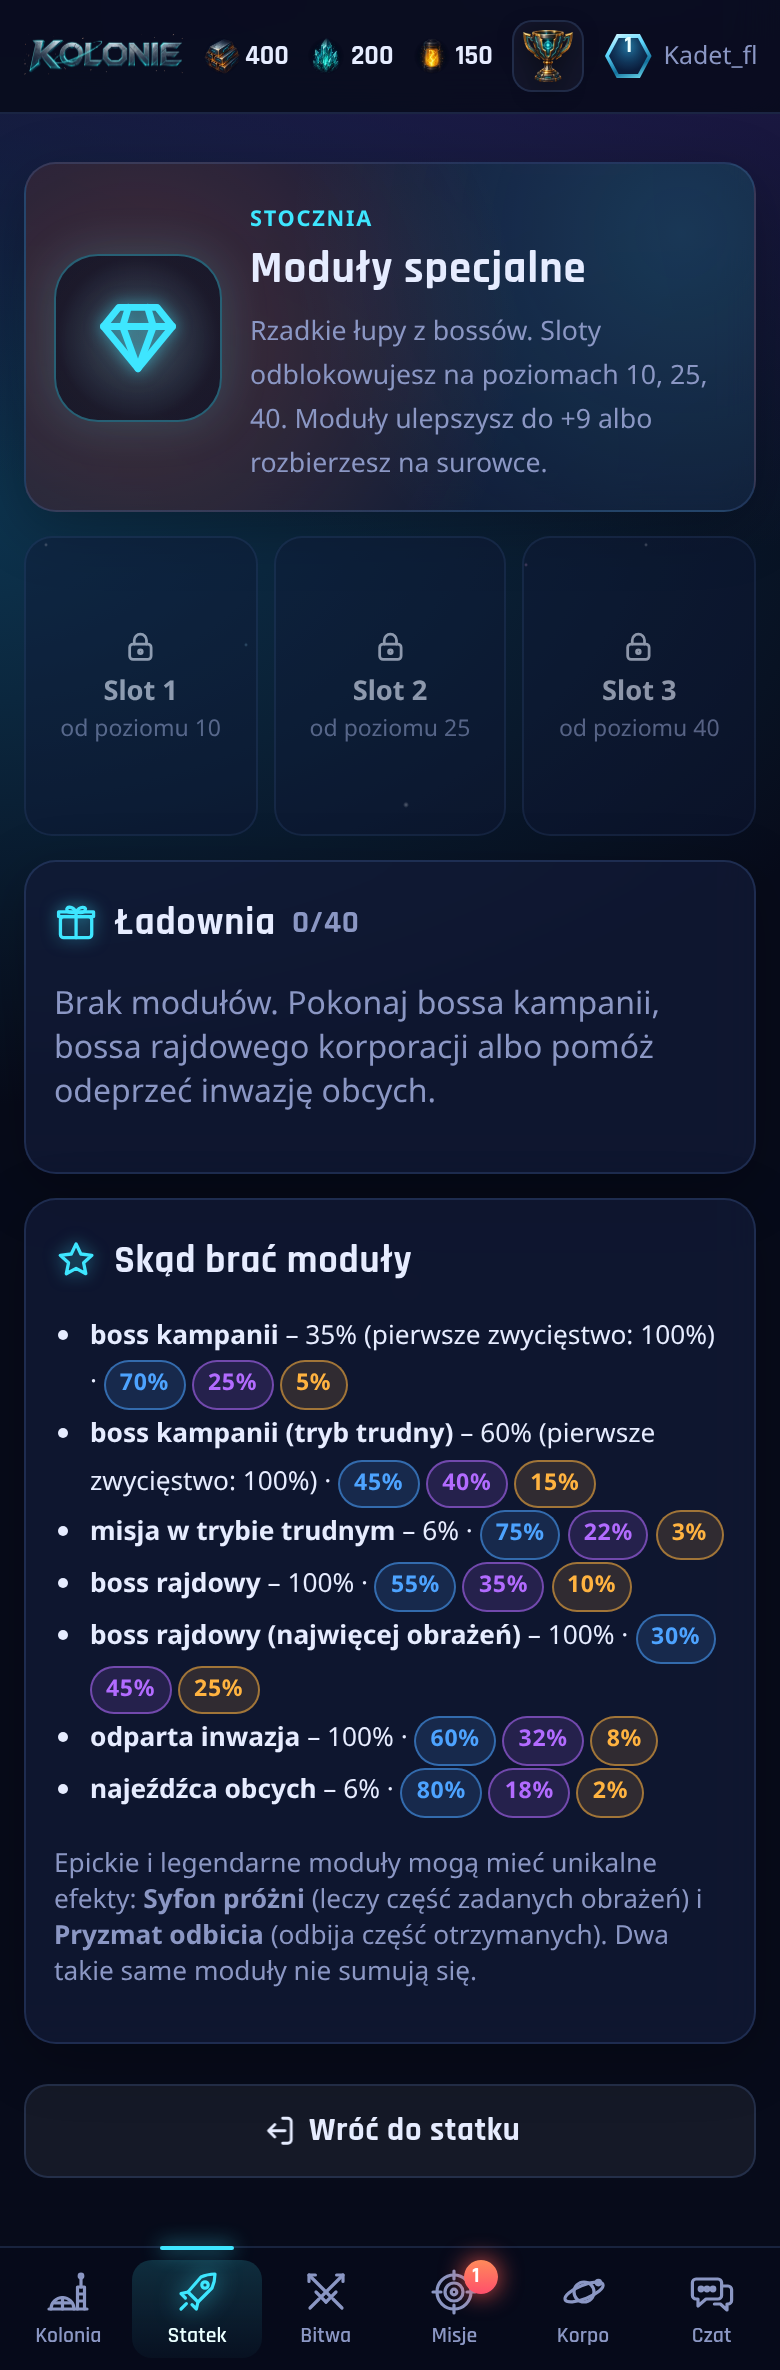 KOLONIE 400 200 150 1 Kadet_fl
STOCZNIA
Moduły specjalne
Rzadkie łupy z bossów. Sloty
odblokowujesz na poziomach 10, 25,
40. Moduły ulepszysz do +9 albo
rozbierzesz na surowce.
Slot 1 Slot 2 Slot 3
od poziomu 10 od poziomu 25 od poziomu 40
Ładownia 0/40
Brak modułów. Pokonaj bossa kampanii,
bossa rajdowego korporacji albo pomóż
odeprzeć inwazję obcych.
Skąd brać moduły
• boss kampanii – 35% (pierwsze zwycięstwo: 100%)
· 70% 25% 5%
• boss kampanii (tryb trudny) – 60% (pierwsze
zwycięstwo: 100%) · 45% 40% 15%
• misja w trybie trudnym – 6% · 75% 22% 3%
• boss rajdowy – 100% · 55% 35% 10%
• boss rajdowy (najwięcej obrażeń) – 100% · 30%
45% 25%
• odparta inwazja – 100% · 60% 32% 8%
• najeźdźca obcych – 6% · 80% 18% 2%
Epickie i legendarne moduły mogą mieć unikalne
efekty: Syfon próżni (leczy część zadanych obrażeń) i
Pryzmat odbicia (odbija część otrzymanych). Dwa
takie same moduły nie sumują się.
Wróć do statku
1
Kolonia Statek Bitwa Misje Korpo Czat